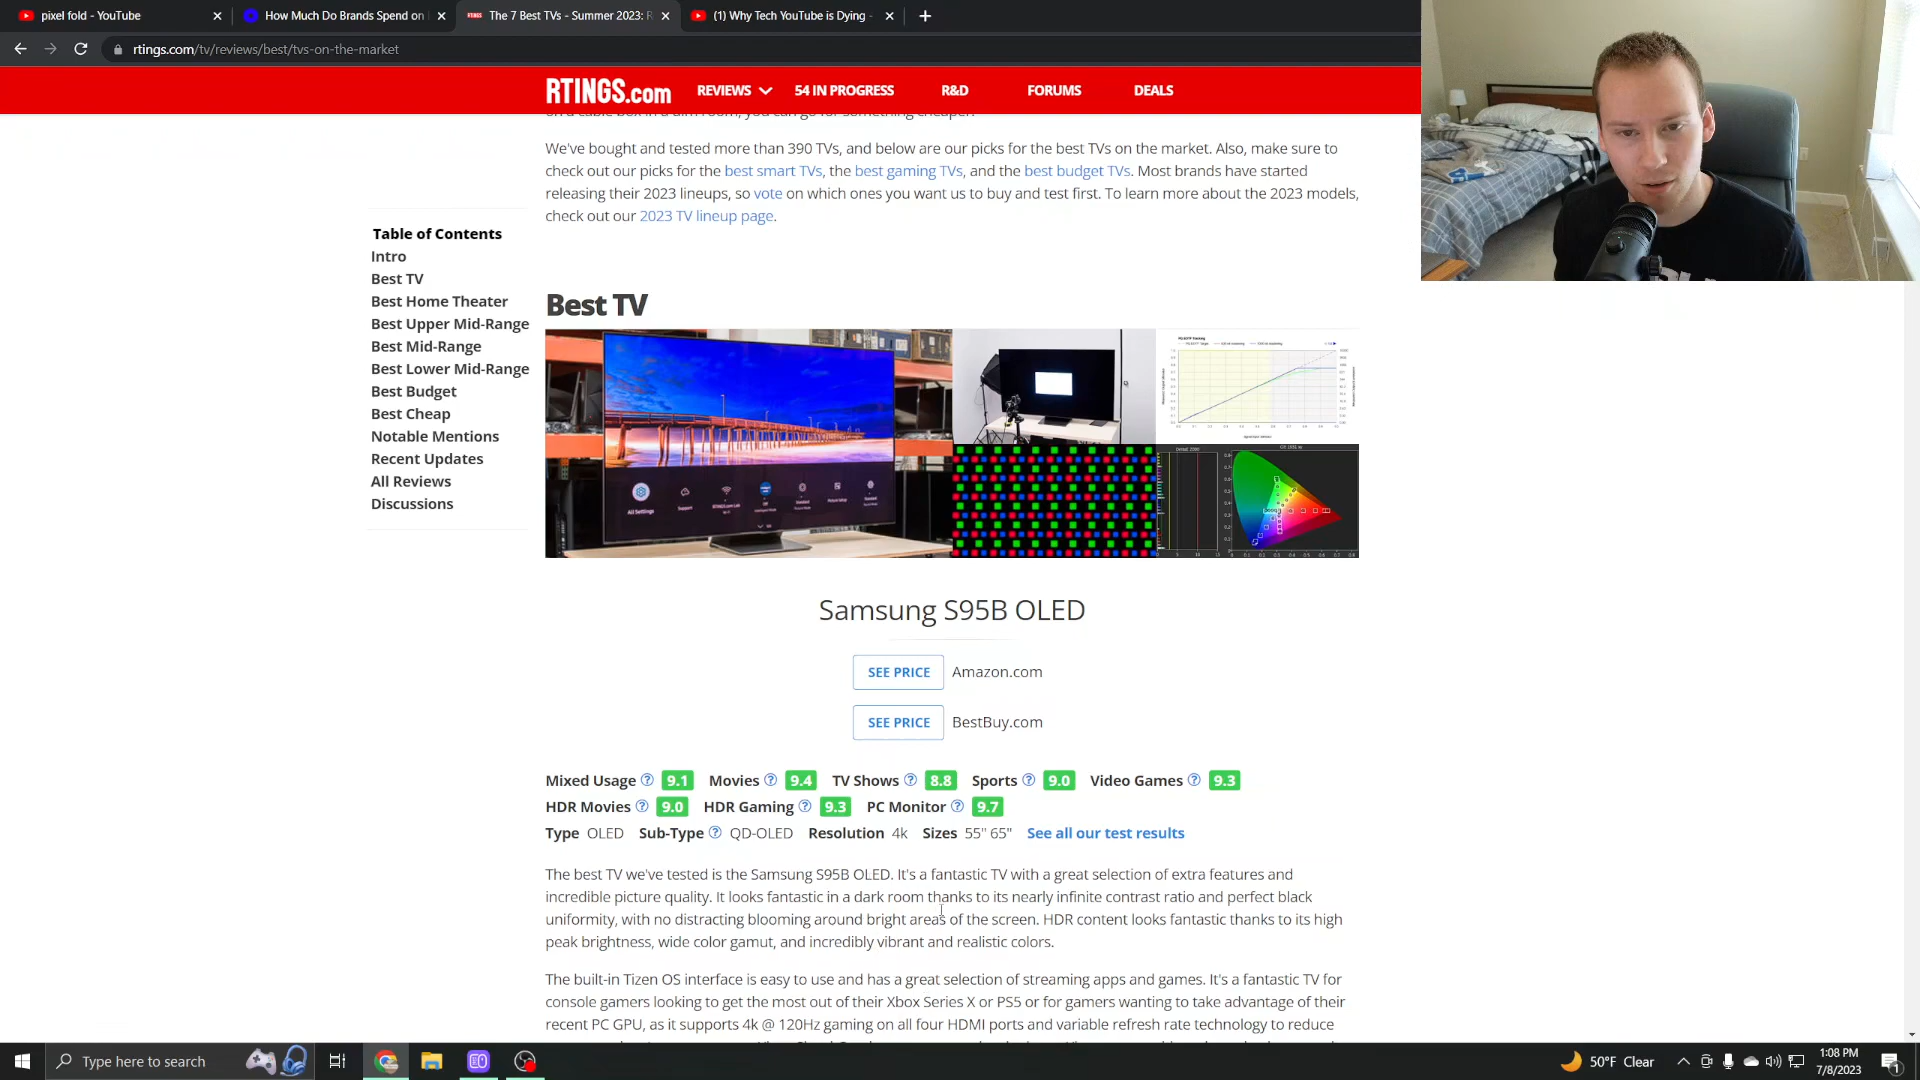 pixel fold - YouTube
How Much Do Brands Spend on
The 7 Best TVs - Summer 2023: R
(1) Why Tech YouTube is Dying -
rtings.com/tv/reviews/best/tvs-on-the-market
RTINGS.com
REVIEWS
54 IN PROGRESS
R&D
FORUMS
DEALS
We've bought and tested more than 390 TVs, and below are our picks for the best TVs on the market. Also, make sure to
check out our picks for the best smart TVs, the best gaming TVs, and the best budget TVs. Most brands have started
releasing their 2023 lineups, so vote on which ones you want us to buy and test first. To learn more about the 2023 models,
check out our 2023 TV lineup page.
Table of Contents
Intro
Best TV
Best Home Theater
Best Upper Mid-Range
Best Mid-Range
Best Lower Mid-Range
Best Budget
Best Cheap
Notable Mentions
Recent Updates
All Reviews
Discussions
Best TV
All Settings
Support
Samsung S95B OLED
SEE PRICE Amazon.com
SEE PRICE BestBuy.com
Mixed Usage 9.1 Movies 9.4 TV Shows 8.8 Sports 9.0 Video Games 9.3
HDR Movies 9.0 HDR Gaming 9.3 PC Monitor 9.7
Type OLED Sub-Type QD-OLED Resolution 4k Sizes 55" 65" See all our test results
The best TV we've tested is the Samsung S95B OLED. It's a fantastic TV with a great selection of extra features and
incredible picture quality. It looks fantastic in a dark room thanks to its nearly infinite contrast ratio and perfect black
uniformity, with no distracting blooming around bright areas of the screen. HDR content looks fantastic thanks to its high
peak brightness, wide color gamut, and incredibly vibrant and realistic colors.
The built-in Tizen OS interface is easy to use and has a great selection of streaming apps and games. It's a fantastic TV for
console gamers looking to get the most out of their Xbox Series X or PS5 or for gamers wanting to take advantage of their
recent PC GPU, as it supports 4k @ 120Hz gaming on all four HDMI ports and variable refresh rate technology to reduce
Type here to search
50°F Clear
1:08 PM
7/8/2023
1